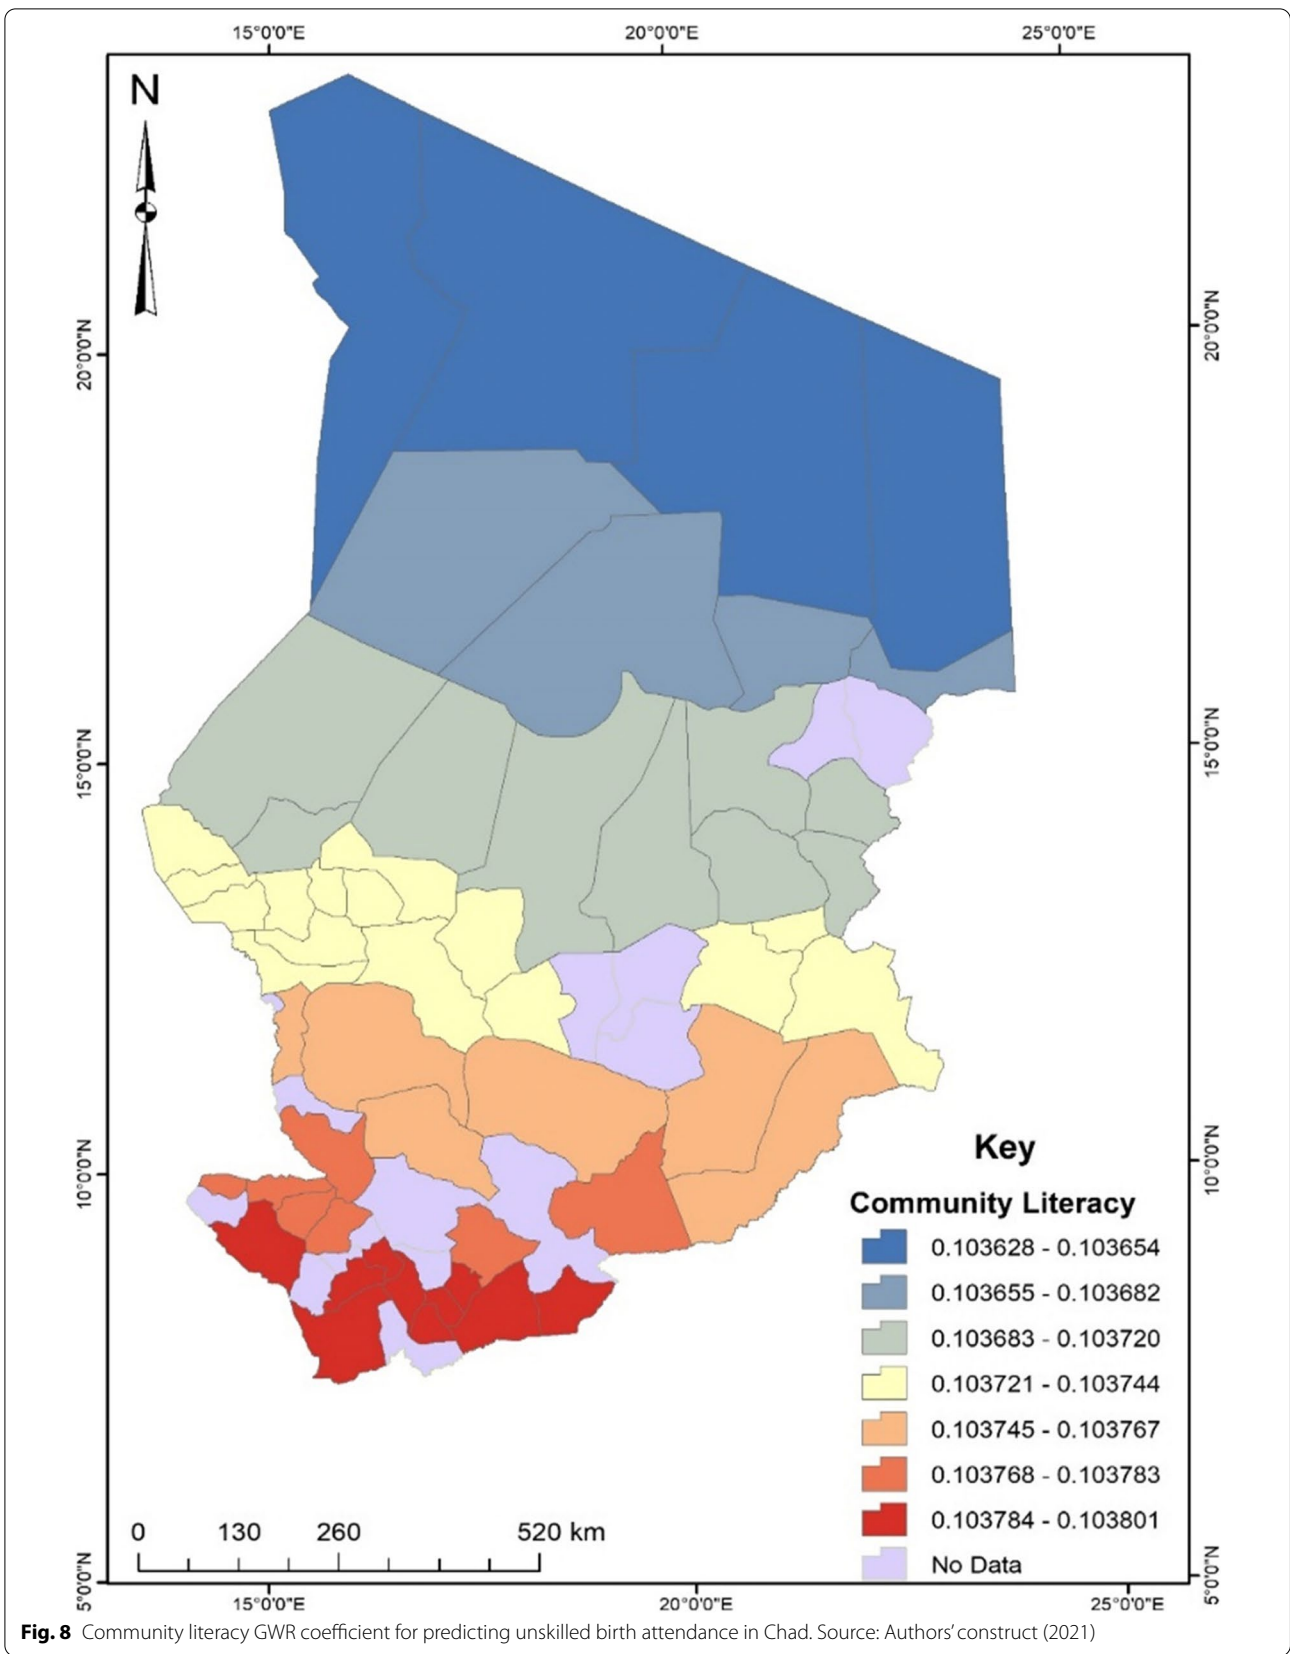 15°0'0"E 20°0'0"E 25°0'0"E
N
20°0'0"N
20°0'0"N
15°0'0"N
15°0'0"N
10°0'0"N
10°0'0"N
Key
Community Literacy
0.103628 - 0.103654
0.103655 - 0.103682
0.103683 - 0.103720
0.103721 - 0.103744
0.103745 - 0.103767
0.103768 - 0.103783
0.103784 - 0.103801
No Data
0 130 260 520 km
5°0'0"N
5°0'0"N
15°0'0"E 20°0'0"E 25°0'0"E
Fig. 8 Community literacy GWR coefficient for predicting unskilled birth attendance in Chad. Source: Authors' construct (2021)